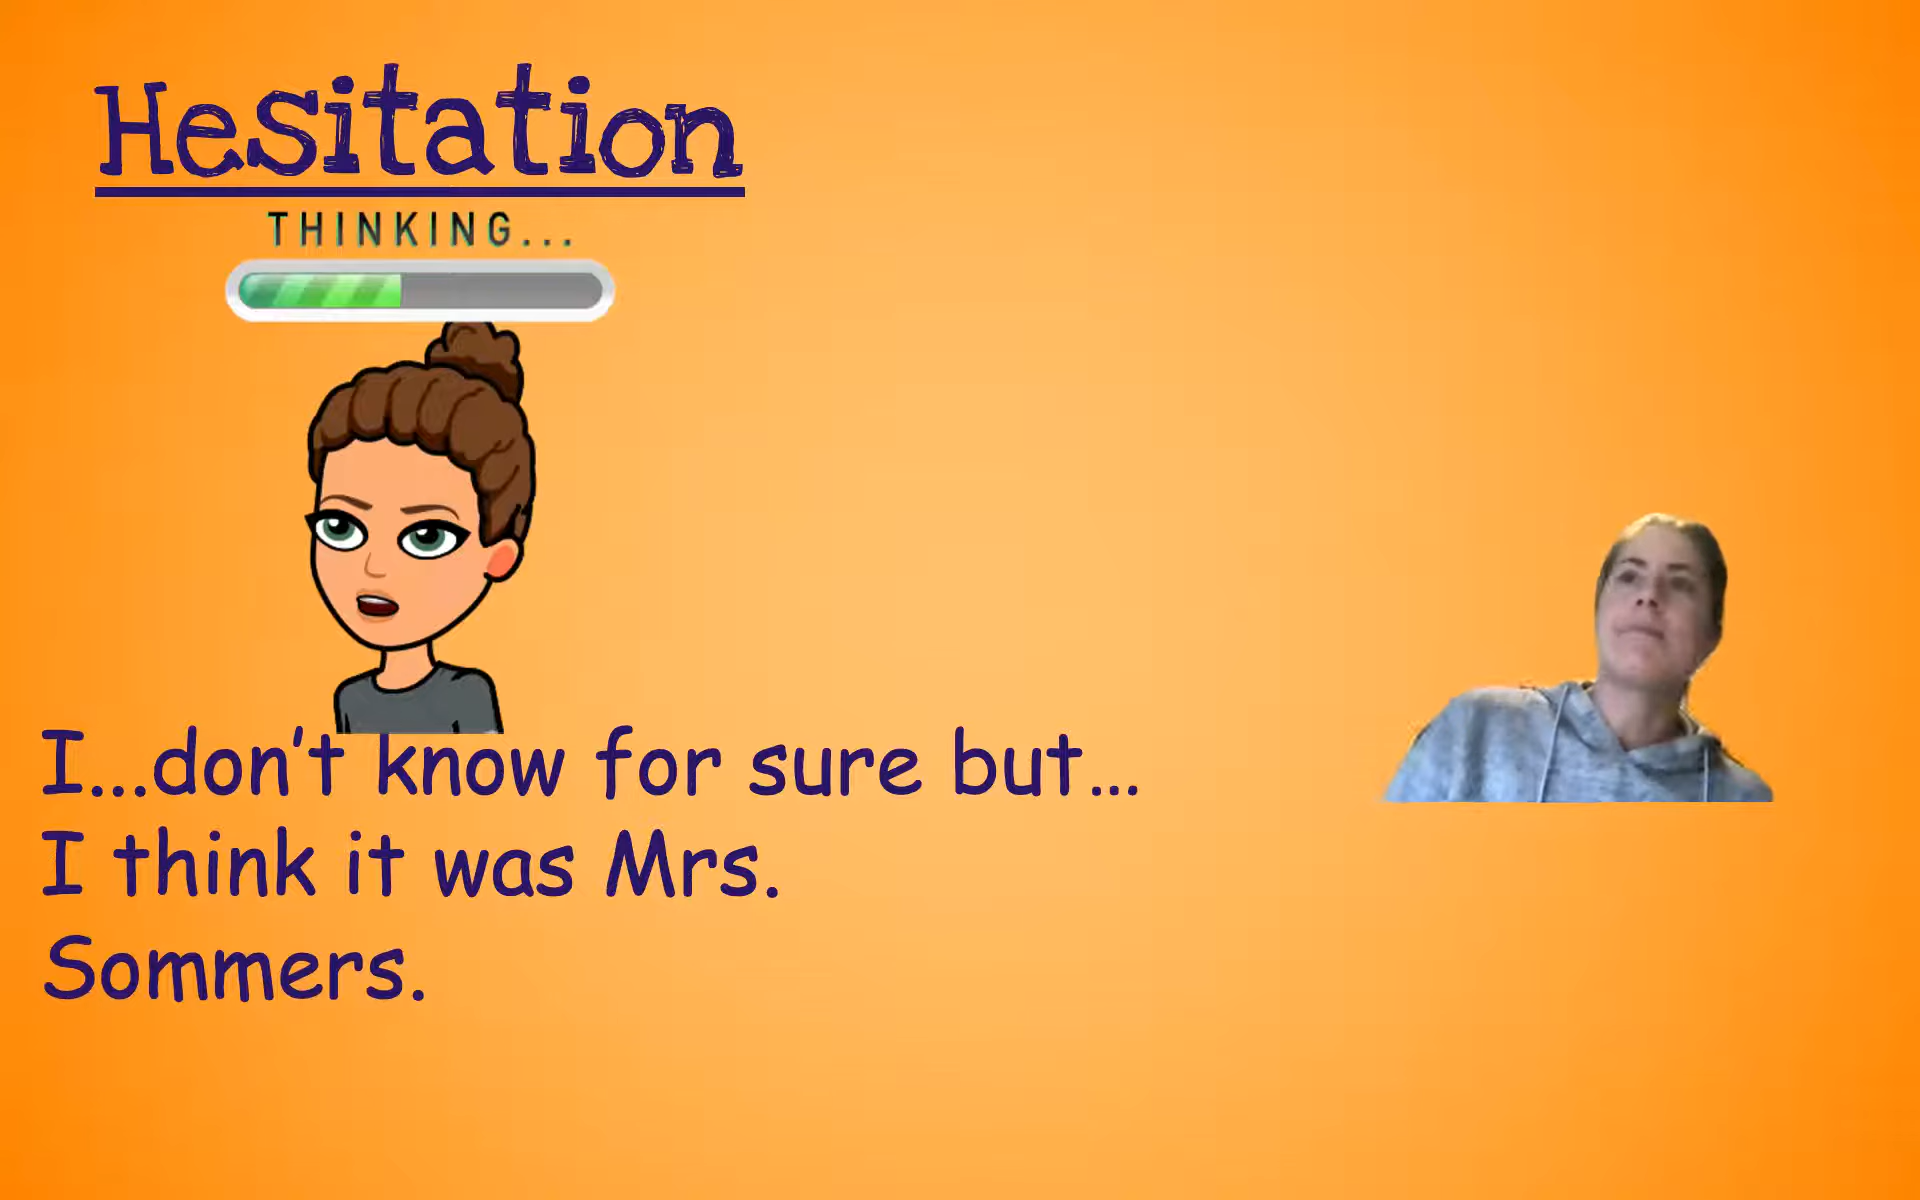 Hesitation
THINKING...
I...don't know for sure but...
I think it was Mrs.
Sommers.